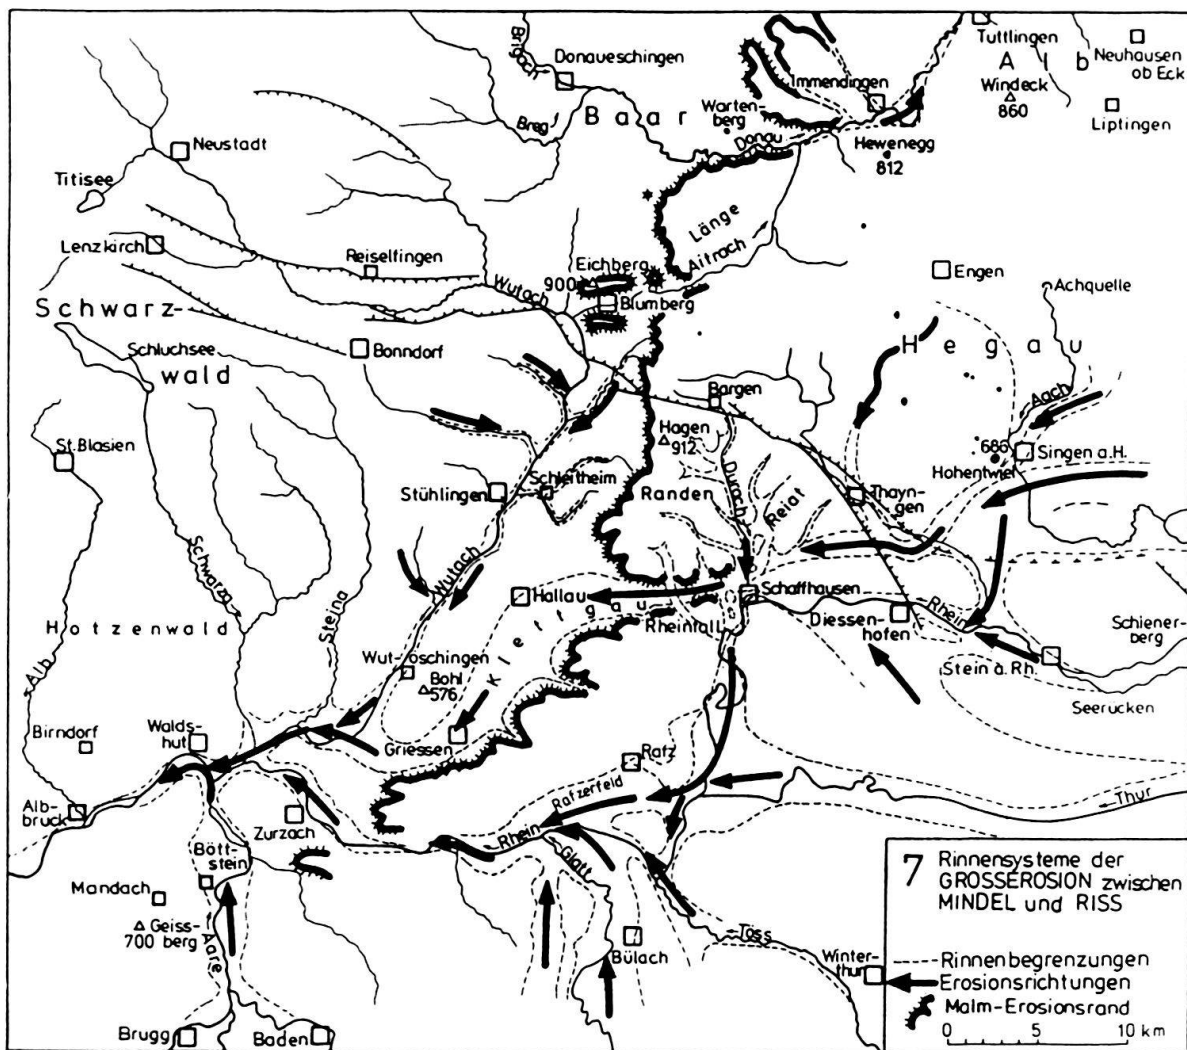 Tuttlingen
A l b
Neuhausen
ob Eck
Windeck
860
Liptingen
Brigach
Donaueschingen
Breg
B a a r
Immendingen
Warten-
berg
Donau
Hewenegg
812
Neustadt
Titisee
Lenzkirch
Reiselfingen
Länge
Aitrach
Eichberg
900
Blumberg
Wutach
Engen
Achquelle
Schwarz-
wald
Schluchsee
Bonndorf
H e g a u
Bargen
Hagen
912
Aach
686
Singen a.H.
Hohentwiel
St.Blasien
Stühlingen
Schleitheim
Randen
Durach
Reiat
Thayn-
gen
Schwarza
Steina
Wutach
Hallau
Schaffhausen
Klettgau
Rheinfall
Diessen-
hofen
Rhein
Schiener-
berg
Stein a. Rh.
Seerücken
Hotzenwald
Alb
Wut-öschingen
Bohl
576
Birndorf
Walds-
hut
Griessen
Rafz
Rafzerfeld
Alb-
bruck
Zurzach
Rhein
Glatt
Thur
Bött-
stein
Mandach
Geiss-
700 berg
Aare
Töss
Bülach
Winter-
thur
Brugg
Baden
7 Rinnensysteme der
GROSSEROSION zwischen
MINDEL und RISS
Rinnenbegrenzungen
Erosionsrichtungen
Malm-Erosionsrand
0 5 10 km